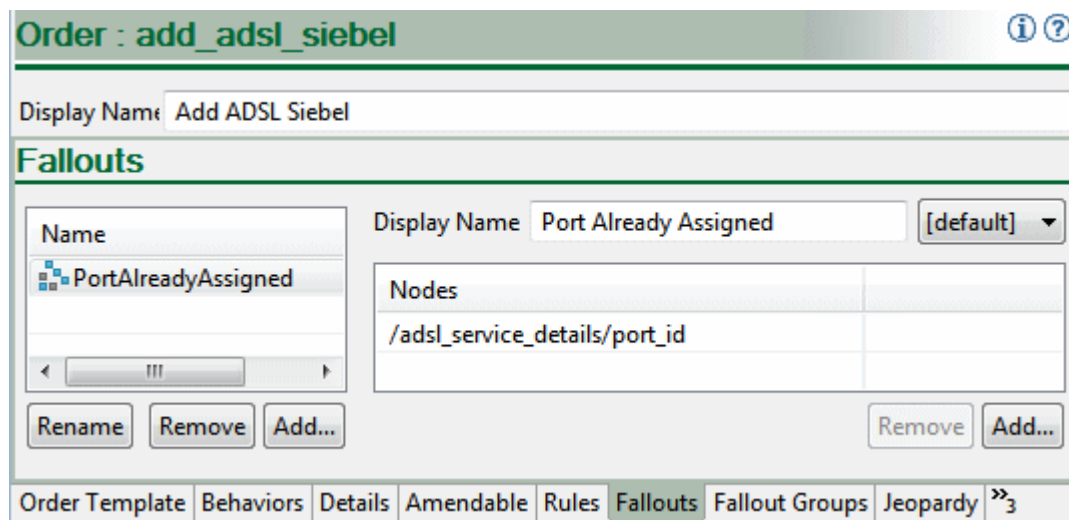 Order : add_adsl_siebel
Display Name Add ADSL Siebel
Fallouts
Name
PortAlreadyAssigned
Rename Remove Add...
Display Name Port Already Assigned [default]
Nodes
/adsl_service_details/port_id
Remove Add...
Order Template Behaviors Details Amendable Rules Fallouts Fallout Groups Jeopardy »3